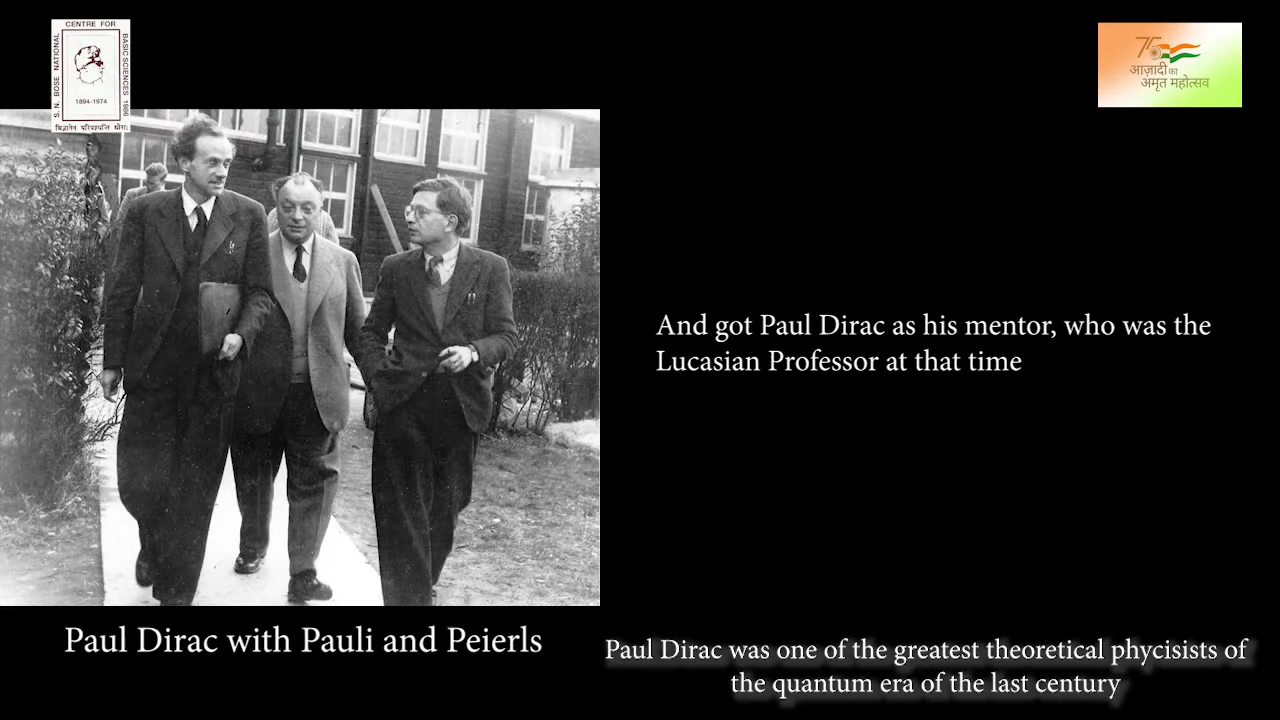 CENTRE FOR
S. N. BOSE NATIONAL
BASIC SCIENCES 1986
1894-1974
75
आज़ादी का
अमृत महोत्सव
And got Paul Dirac as his mentor, who was the
Lucasian Professor at that time
Paul Dirac with Pauli and Peierls
Paul Dirac was one of the greatest theoretical phycisists of
the quantum era of the last century